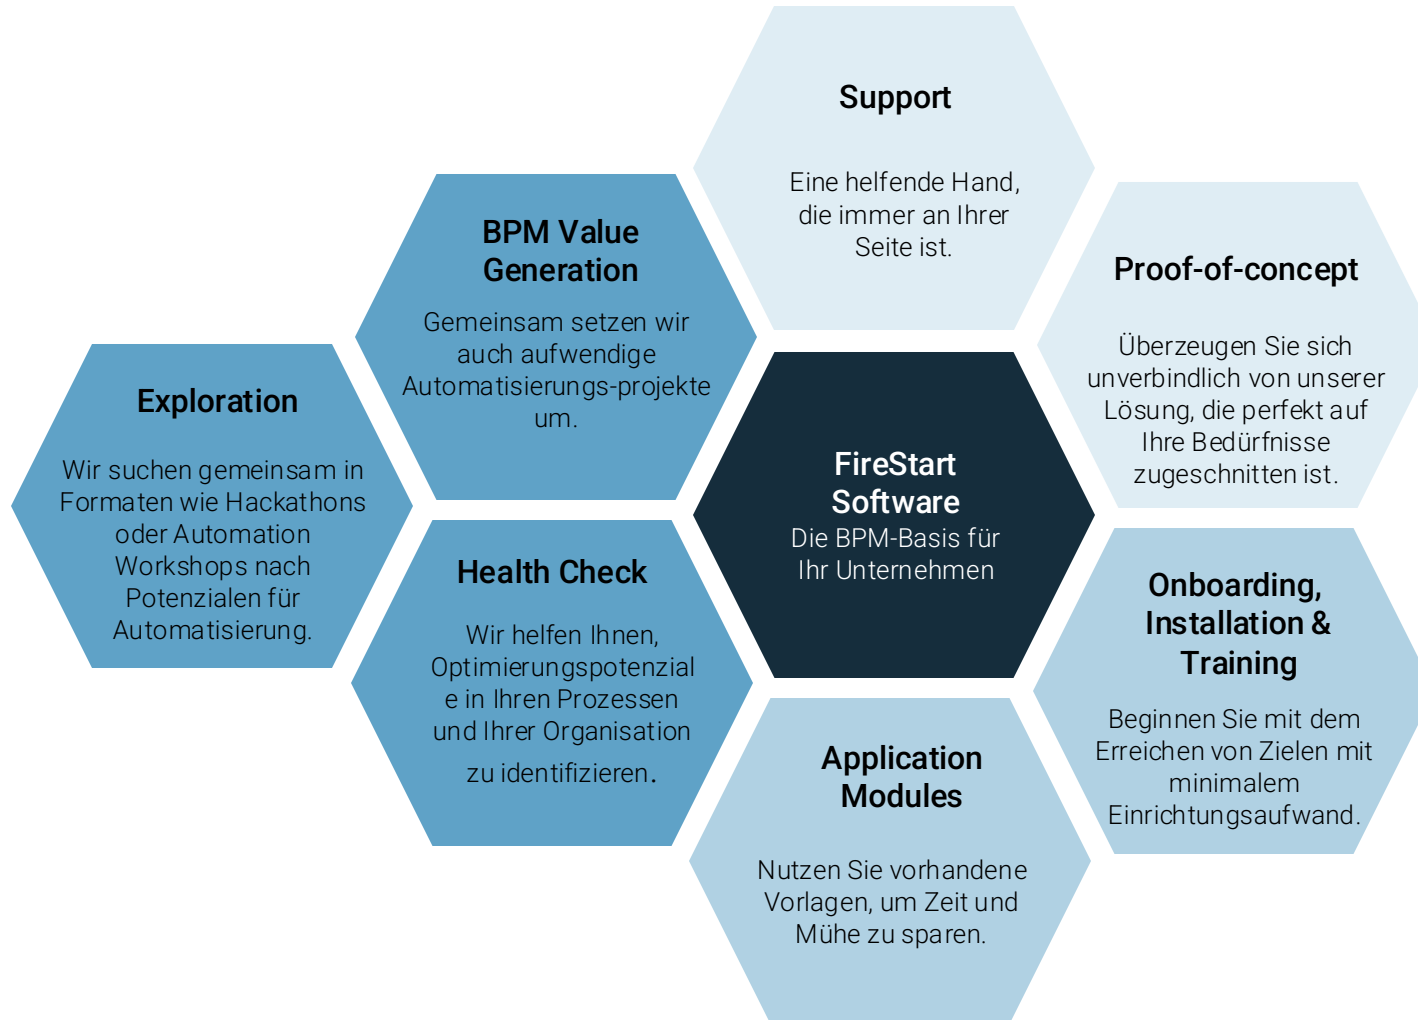 Support
Eine helfende Hand,
die immer an Ihrer
Seite ist.
BPM Value
Generation
Gemeinsam setzen wir
auch aufwendige
Automatisierungs-projekte
um.
Proof-of-concept
Überzeugen Sie sich
unverbindlich von unserer
Lösung, die perfekt auf
Ihre Bedürfnisse
zugeschnitten ist.
Exploration
Wir suchen gemeinsam in
Formaten wie Hackathons
oder Automation
Workshops nach
Potenzialen für
Automatisierung.
FireStart
Software
Die BPM-Basis für
Ihr Unternehmen
Health Check
Wir helfen Ihnen,
Optimierungspotenzial
e in Ihren Prozessen
und Ihrer Organisation
zu identifizieren.
Onboarding,
Installation &
Training
Beginnen Sie mit dem
Erreichen von Zielen mit
minimalem
Einrichtungsaufwand.
Application
Modules
Nutzen Sie vorhandene
Vorlagen, um Zeit und
Mühe zu sparen.